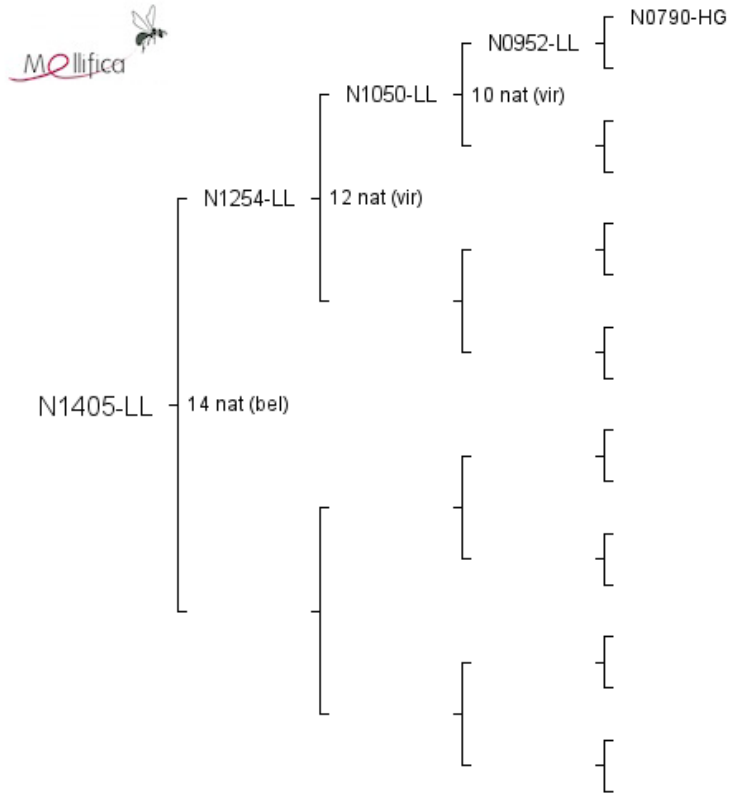 Mellifica
N0790-HG
N0952-LL
N1050-LL
10 nat (vir)
N1254-LL
12 nat (vir)
N1405-LL
14 nat (bel)